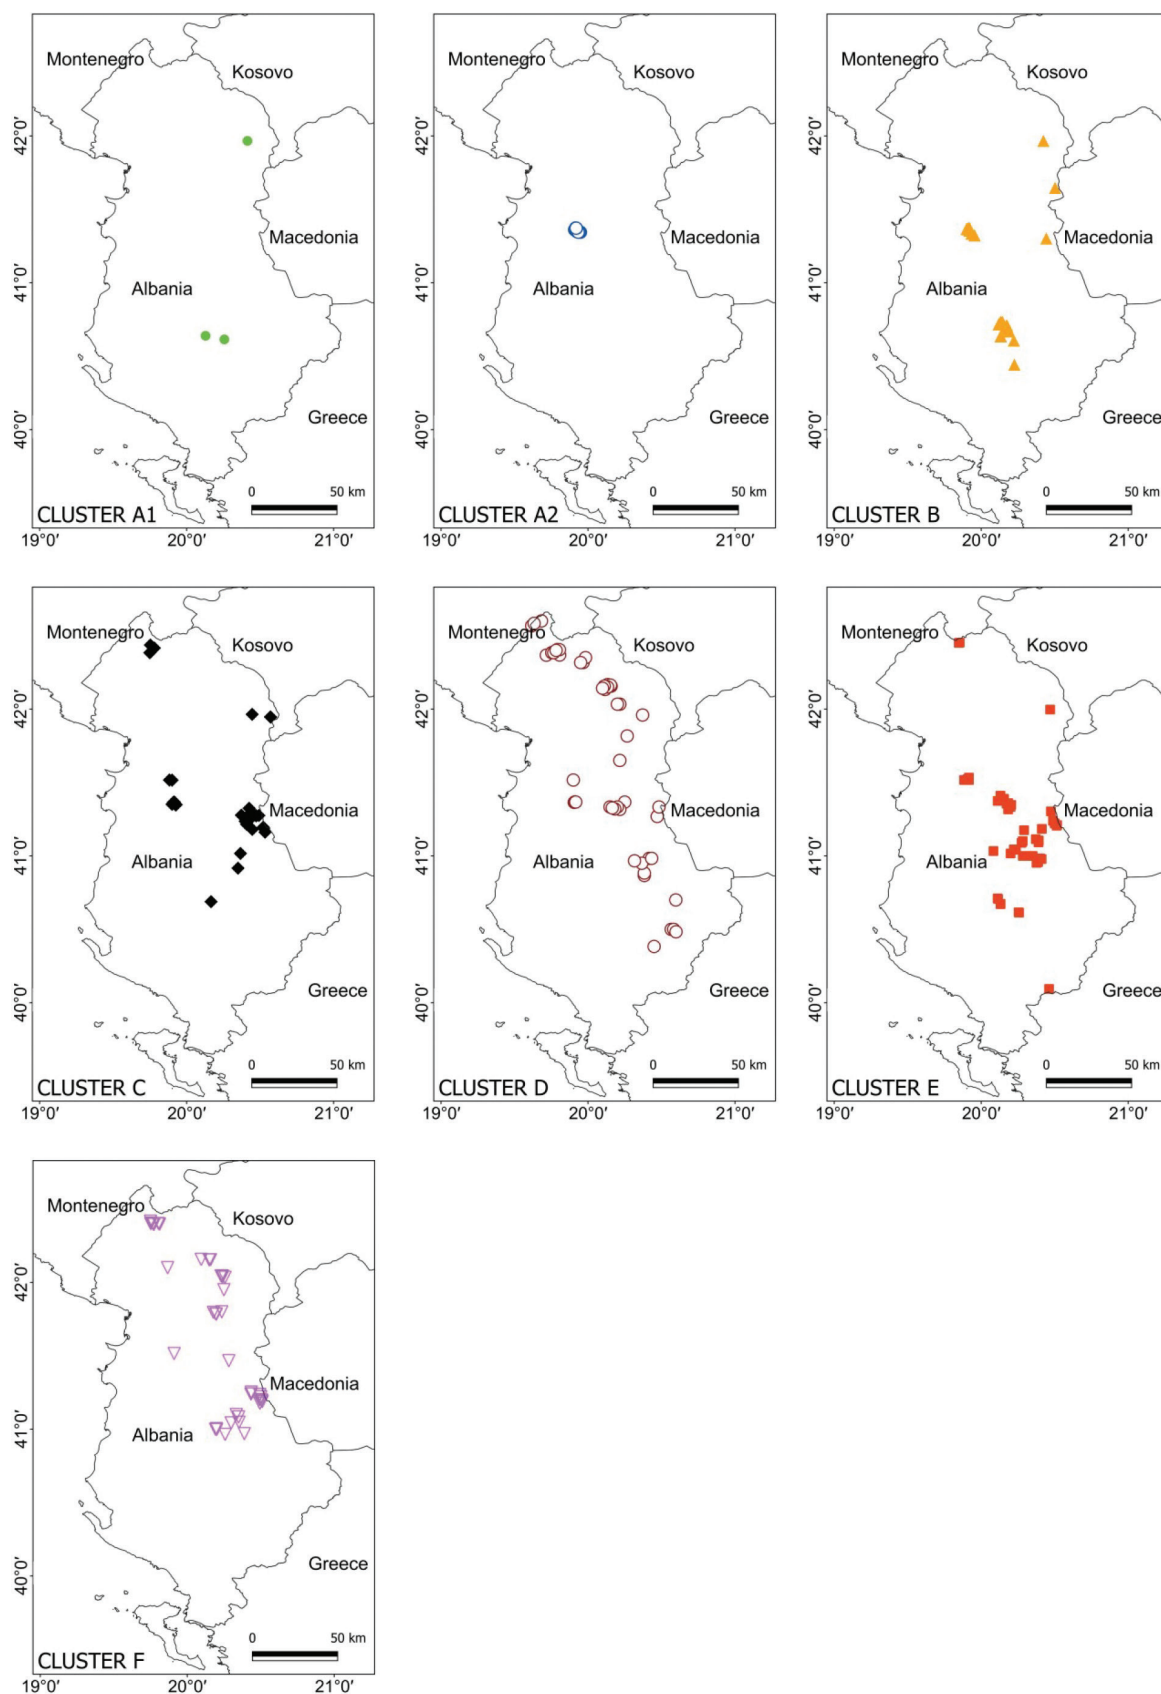 Montenegro
Kosovo
42°0′
Macedonia
41°0′
Albania
40°0′
Greece
0 50 km
CLUSTER A1
19°0′ 20°0′ 21°0′
Montenegro
Kosovo
42°0′
Macedonia
41°0′
Albania
40°0′
Greece
0 50 km
CLUSTER A2
19°0′ 20°0′ 21°0′
Montenegro
Kosovo
42°0′
Macedonia
41°0′
Albania
40°0′
Greece
0 50 km
CLUSTER B
19°0′ 20°0′ 21°0′
Montenegro
Kosovo
42°0′
Macedonia
41°0′
Albania
40°0′
Greece
0 50 km
CLUSTER C
19°0′ 20°0′ 21°0′
Montenegro
Kosovo
42°0′
Macedonia
41°0′
Albania
40°0′
Greece
0 50 km
CLUSTER D
19°0′ 20°0′ 21°0′
Montenegro
Kosovo
42°0′
Macedonia
41°0′
Albania
40°0′
Greece
0 50 km
CLUSTER E
19°0′ 20°0′ 21°0′
Montenegro
Kosovo
42°0′
Macedonia
41°0′
Albania
40°0′
Greece
0 50 km
CLUSTER F
19°0′ 20°0′ 21°0′